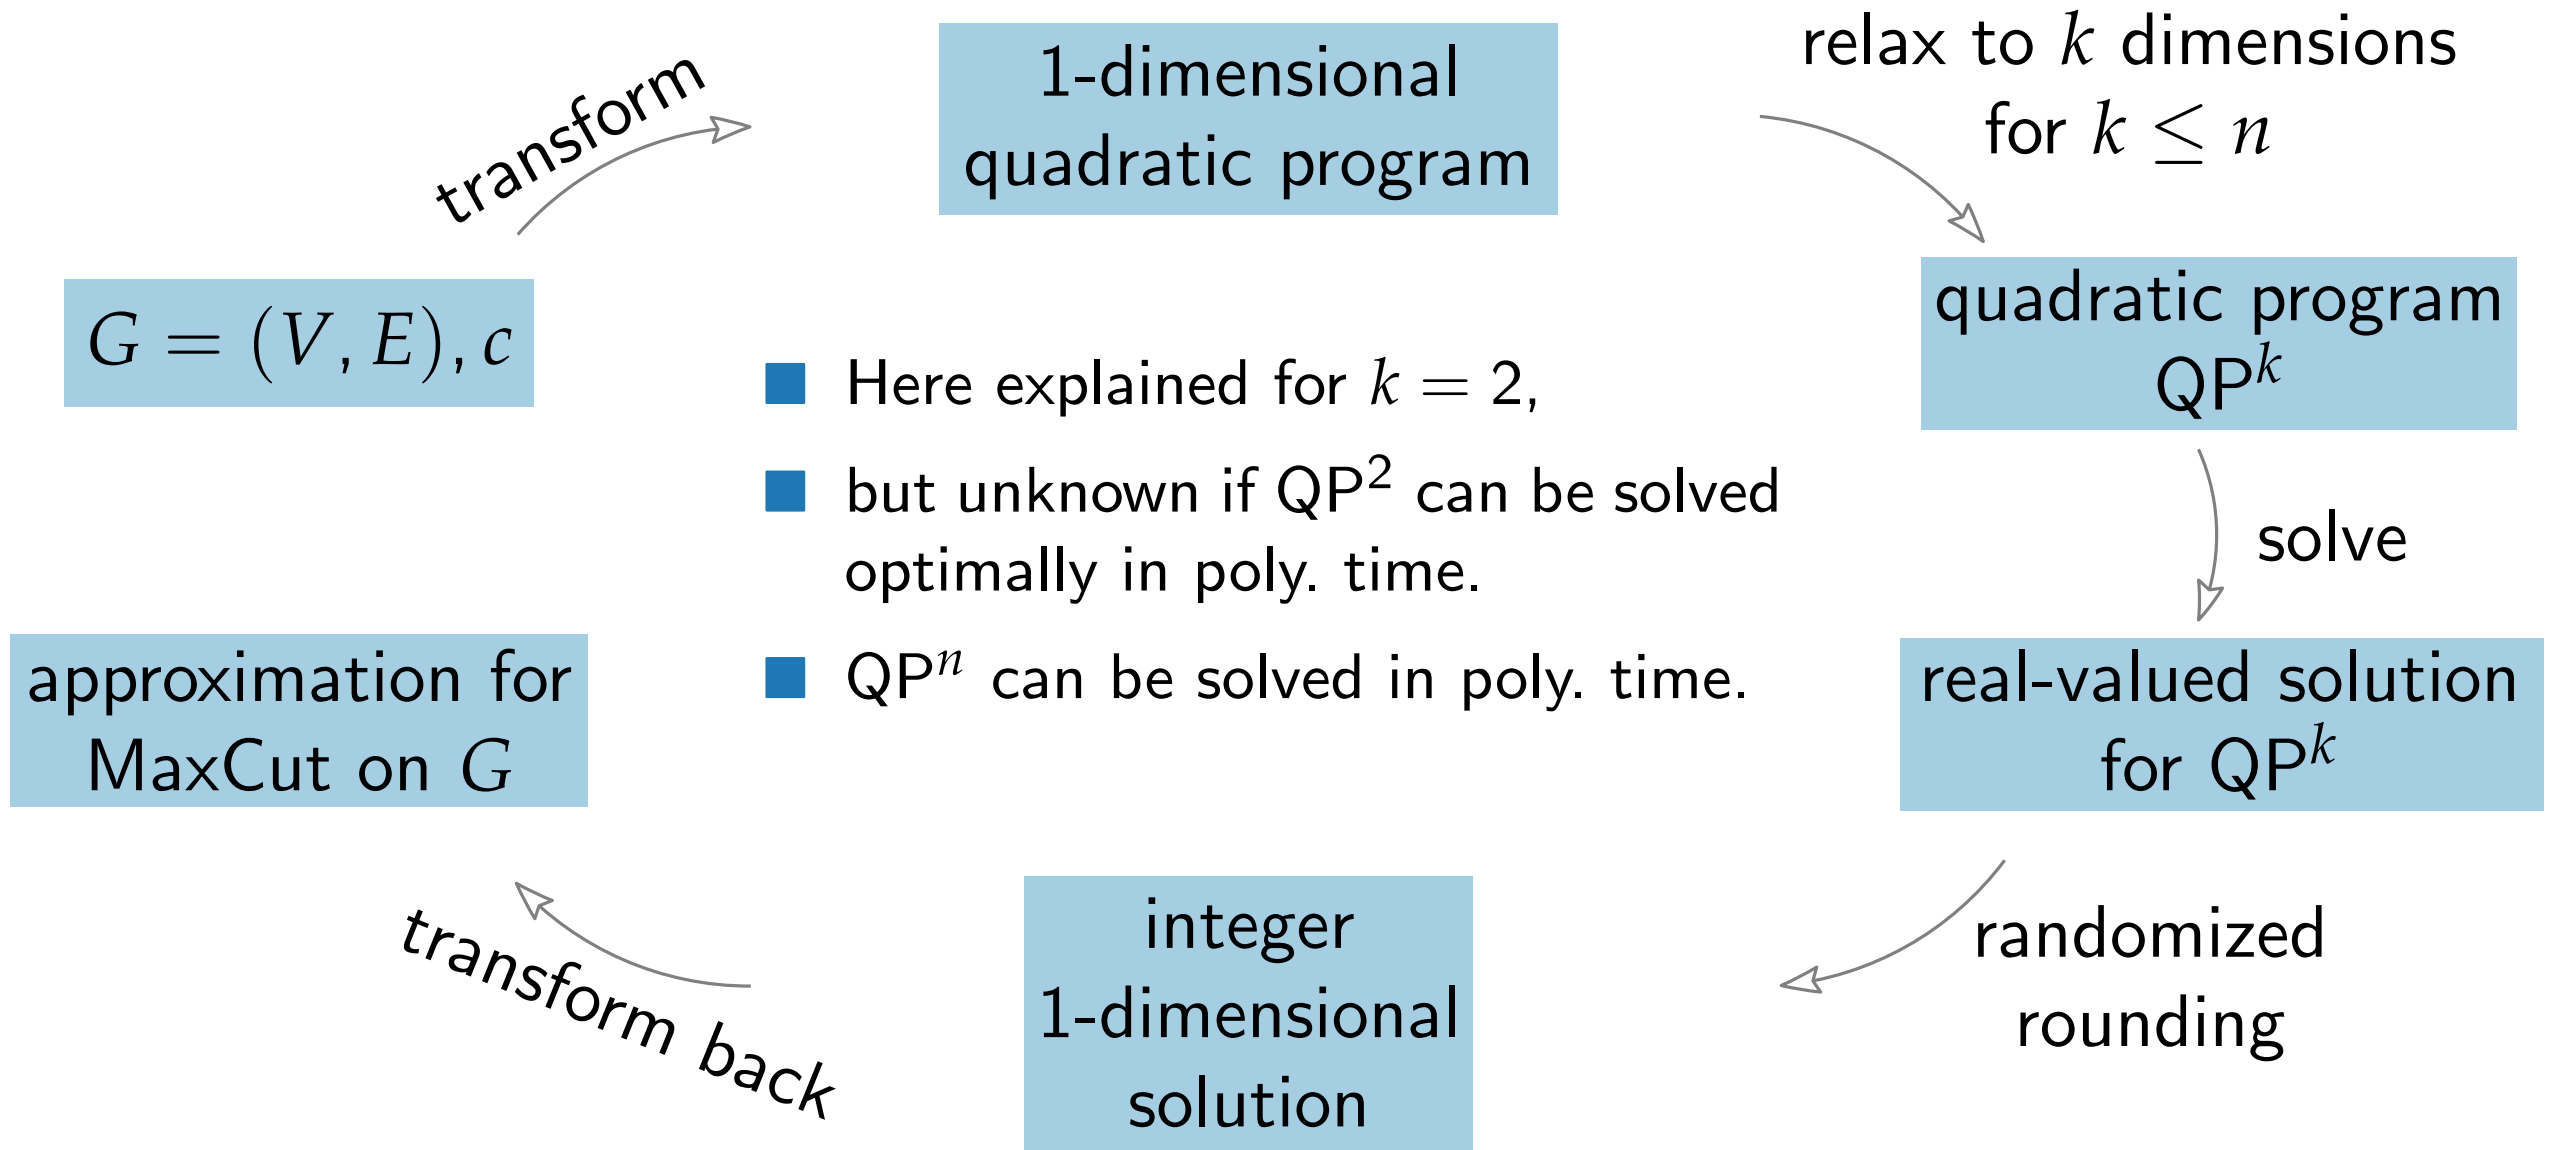 transform
1-dimensional
quadratic program
relax to k dimensions
for k ≤ n
G = (V, E), c
quadratic program
QP^k
Here explained for k = 2,
but unknown if QP^2 can be solved
optimally in poly. time.
QP^n can be solved in poly. time.
solve
approximation for
MaxCut on G
real-valued solution
for QP^k
transform back
integer
1-dimensional
solution
randomized
rounding